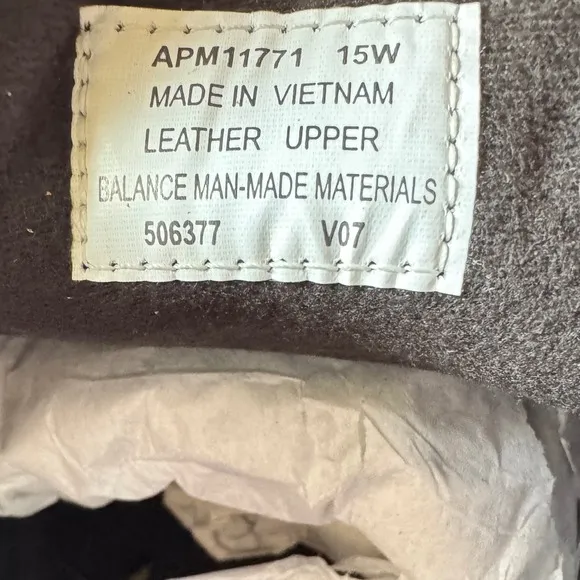 APM11771 15W
MADE IN VIETNAM
LEATHER UPPER
BALANCE MAN-MADE MATERIALS
506377 V07